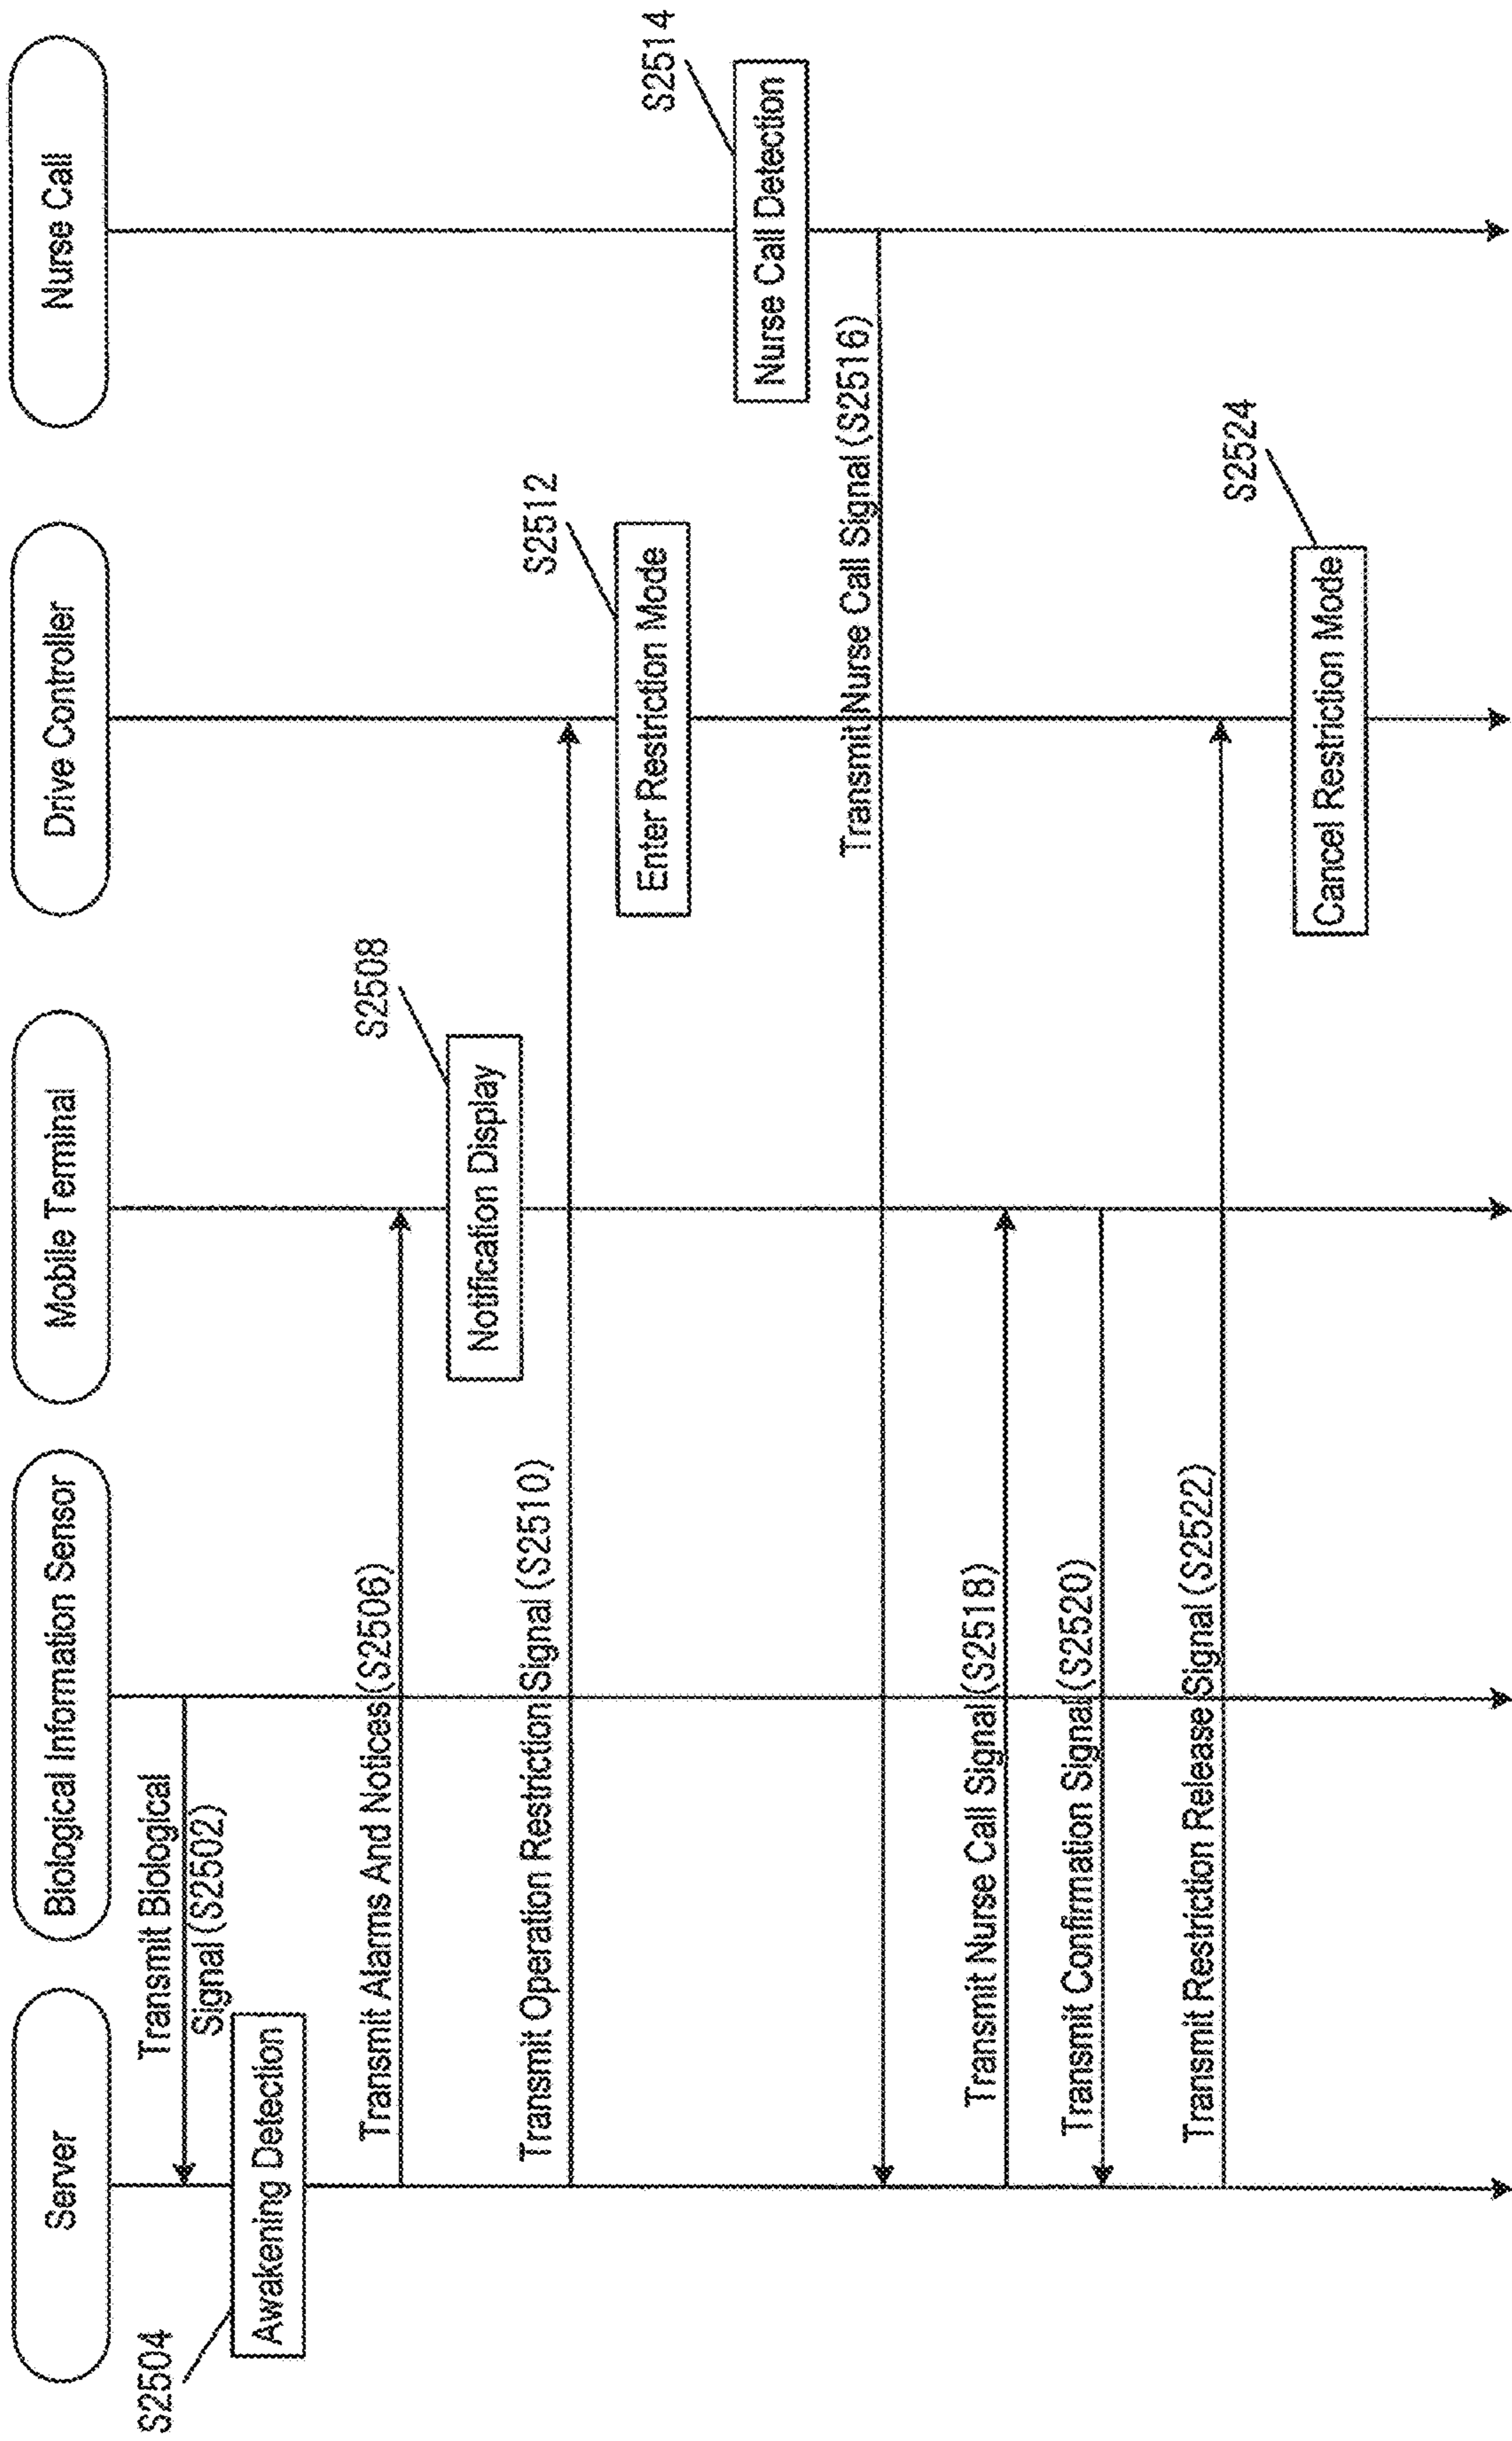 Server
Biological Information Sensor
Mobile Teminal
Drive Controller
Nurse Call
Transmit Biological
Signal (S2502)
S2504
Awakening Detection
Transmit Alarms And Notices (S2506)
S2508
Notification Display
Transmit Operation Restriction Signal (S2510)
S2512
Enter Restriction Mode
S2514
Nurse Call Detection
Transmit Nurse Call Signal (S2516)
Transmit Nurse Call Signal (S2518)
Transmit Confirmation Signal (S2520)
Transmit Restriction Release Signal (S2522)
S2524
Cancel Restriction Mode